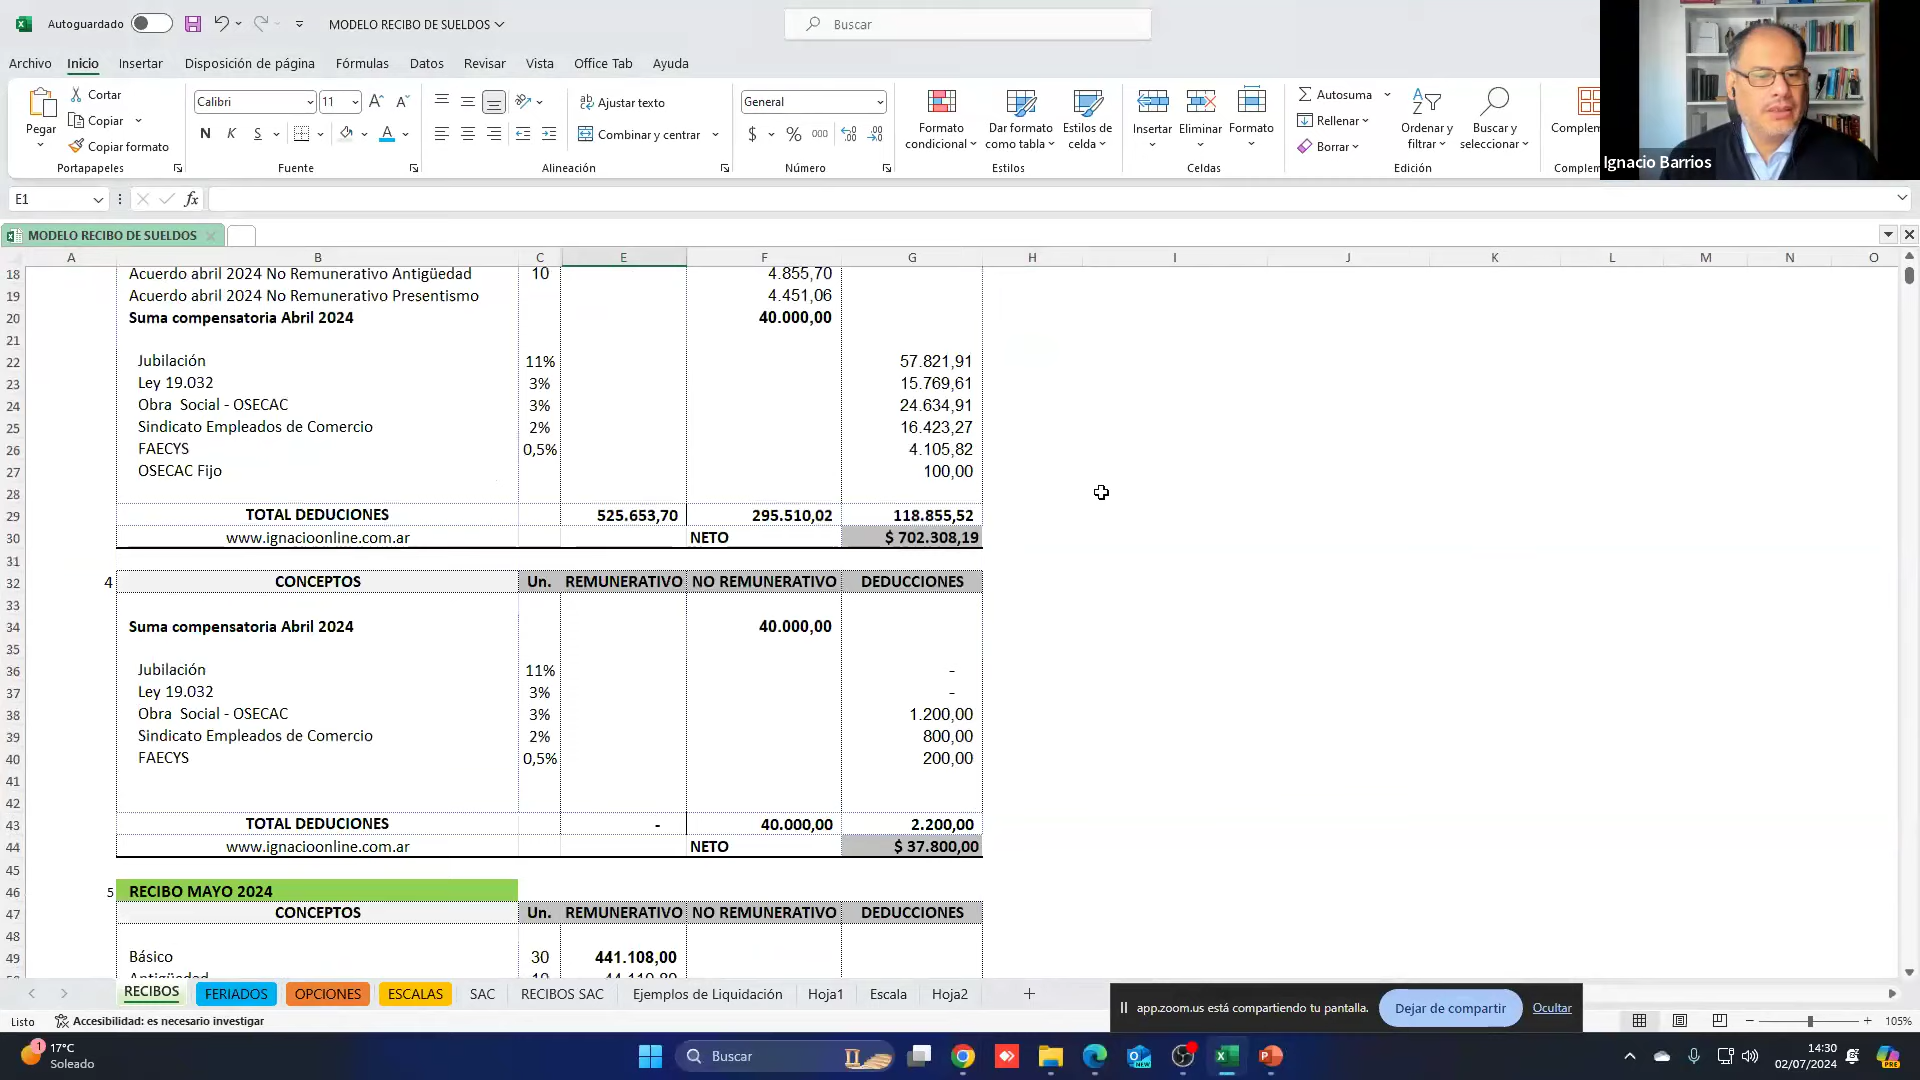 Autoguardado
MODELO RECIBO DE SUELDOS
Buscar
Archivo Inicio Insertar Disposición de página Fórmulas Datos Revisar Vista Office Tab Ayuda
Pegar
Cortar
Copiar
Copiar formato
Portapapeles
Calibri 11
N K S
Fuente
Ajustar texto
Combinar y centrar
Alineación
General
$ % 000
Número
Formato condicional
Dar formato como tabla
Estilos de celda
Estilos
Insertar Eliminar Formato
Celdas
Autosuma
Rellenar
Borrar
Ordenar y filtrar
Buscar y seleccionar
Edición
Complem
Complem
Ignacio Barrios
E1 fx
MODELO RECIBO DE SUELDOS
A B C E F G H I J K L M N O
18 Acuerdo abril 2024 No Remunerativo Antigüedad 10 4.855,70
19 Acuerdo abril 2024 No Remunerativo Presentismo 4.451,06
20 Suma compensatoria Abril 2024 40.000,00
21
22 Jubilación 11% 57.821,91
23 Ley 19.032 3% 15.769,61
24 Obra Social - OSECAC 3% 24.634,91
25 Sindicato Empleados de Comercio 2% 16.423,27
26 FAECYS 0,5% 4.105,82
27 OSECAC Fijo 100,00
28
29 TOTAL DEDUCIONES 525.653,70 295.510,02 118.855,52
30 www.ignacioonline.com.ar NETO $ 702.308,19
31
32 4 CONCEPTOS Un. REMUNERATIVO NO REMUNERATIVO DEDUCCIONES
33
34 Suma compensatoria Abril 2024 40.000,00
35
36 Jubilación 11% -
37 Ley 19.032 3% -
38 Obra Social - OSECAC 3% 1.200,00
39 Sindicato Empleados de Comercio 2% 800,00
40 FAECYS 0,5% 200,00
41
42
43 TOTAL DEDUCIONES - 40.000,00 2.200,00
44 www.ignacioonline.com.ar NETO $ 37.800,00
45
46 5 RECIBO MAYO 2024
47 CONCEPTOS Un. REMUNERATIVO NO REMUNERATIVO DEDUCCIONES
48
49 Básico 30 441.108,00
Antigüedad 10 44.110,80
RECIBOS FERIADOS OPCIONES ESCALAS SAC RECIBOS SAC Ejemplos de Liquidación Hoja1 Escala Hoja2
app.zoom.us está compartiendo tu pantalla. Dejar de compartir Ocultar
Listo Accesibilidad: es necesario investigar
105%
1 17°C
Soleado
Buscar
14:30
02/07/2024